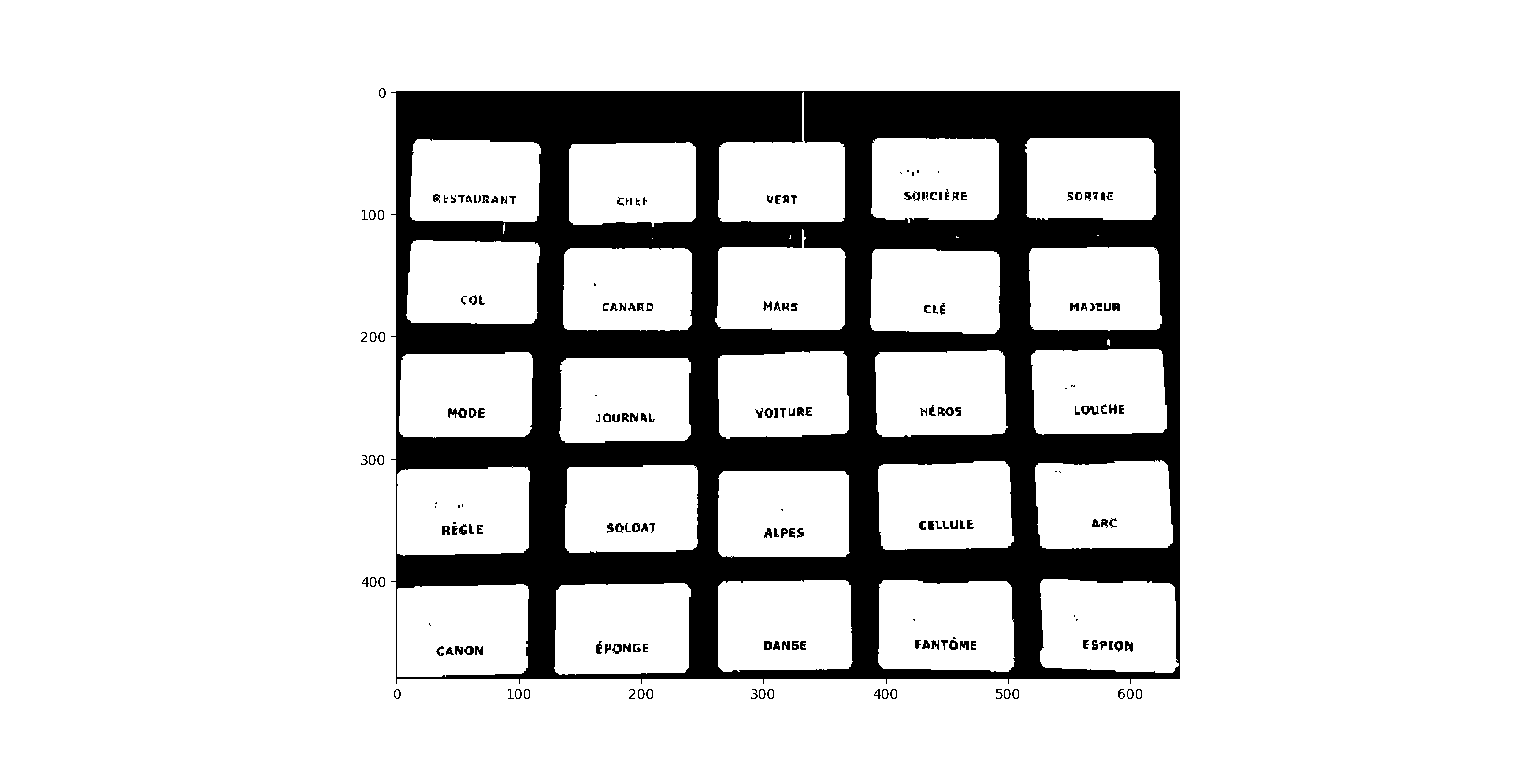 0
RESTAURANT CHEF VERT SORCIÈRE SORTIE
100
COL CANARD MARS CLÉ MAJEUR
200
MODE JOURNAL VOITURE HÉROS LOUCHE
300
RÈGLE SOLDAT ALPES CELLULE ARC
400
CANON ÉPONGE DANSE FANTÔME ESPION
0 100 200 300 400 500 600